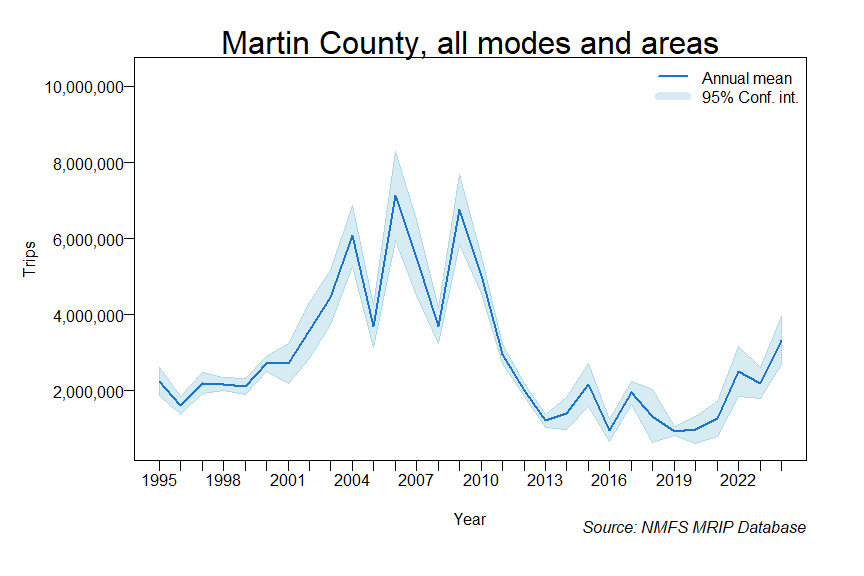 Martin County, all modes and areas
Annual mean
95% Conf. int.
10,000,000
8,000,000
6,000,000
4,000,000
2,000,000
Trips
1995 1998 2001 2004 2007 2010 2013 2016 2019 2022
Year
Source: NMFS MRIP Database